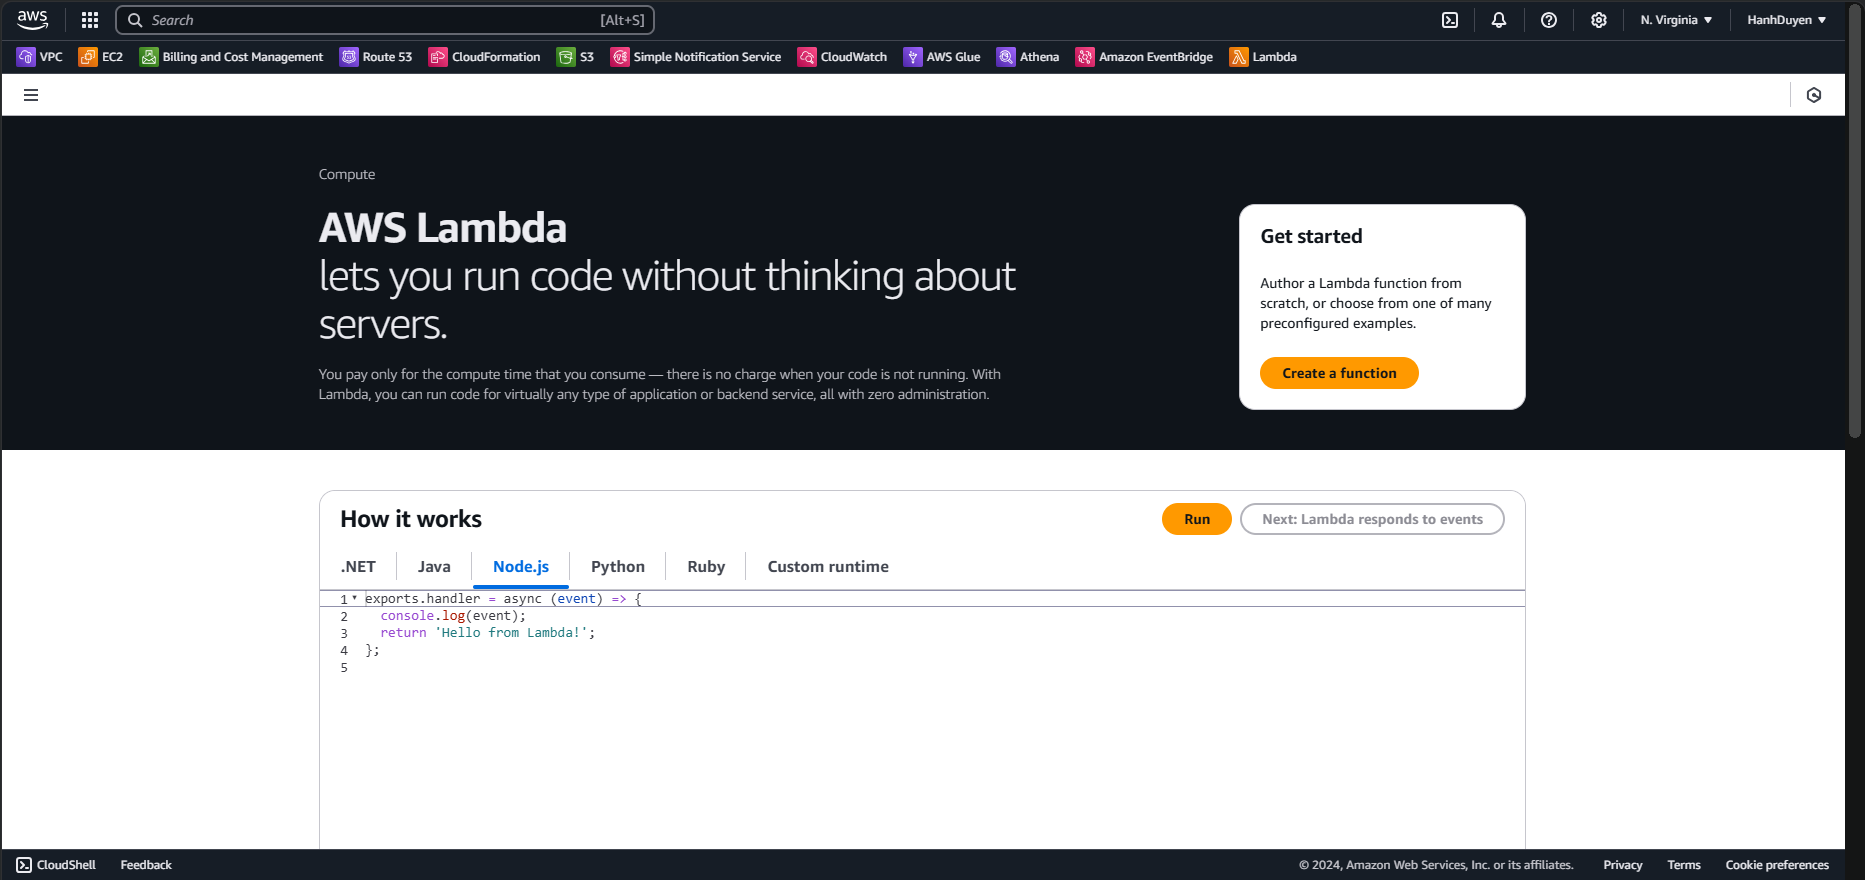 aws
Search [Alt+S]
N. Virginia
HanhDuyen
VPC
EC2
Billing and Cost Management
Route 53
CloudFormation
S3
Simple Notification Service
CloudWatch
AWS Glue
Athena
Amazon EventBridge
Lambda
Compute
AWS Lambda
lets you run code without thinking about
servers.
You pay only for the compute time that you consume — there is no charge when your code is not running. With
Lambda, you can run code for virtually any type of application or backend service, all with zero administration.
Get started
Author a Lambda function from
scratch, or choose from one of many
preconfigured examples.
Create a function
How it works
Run
Next: Lambda responds to events
.NET
Java
Node.js
Python
Ruby
Custom runtime
1 exports.handler = async (event) => {
2 console.log(event);
3 return 'Hello from Lambda!';
4 };
5
CloudShell
Feedback
© 2024, Amazon Web Services, Inc. or its affiliates.
Privacy
Terms
Cookie preferences